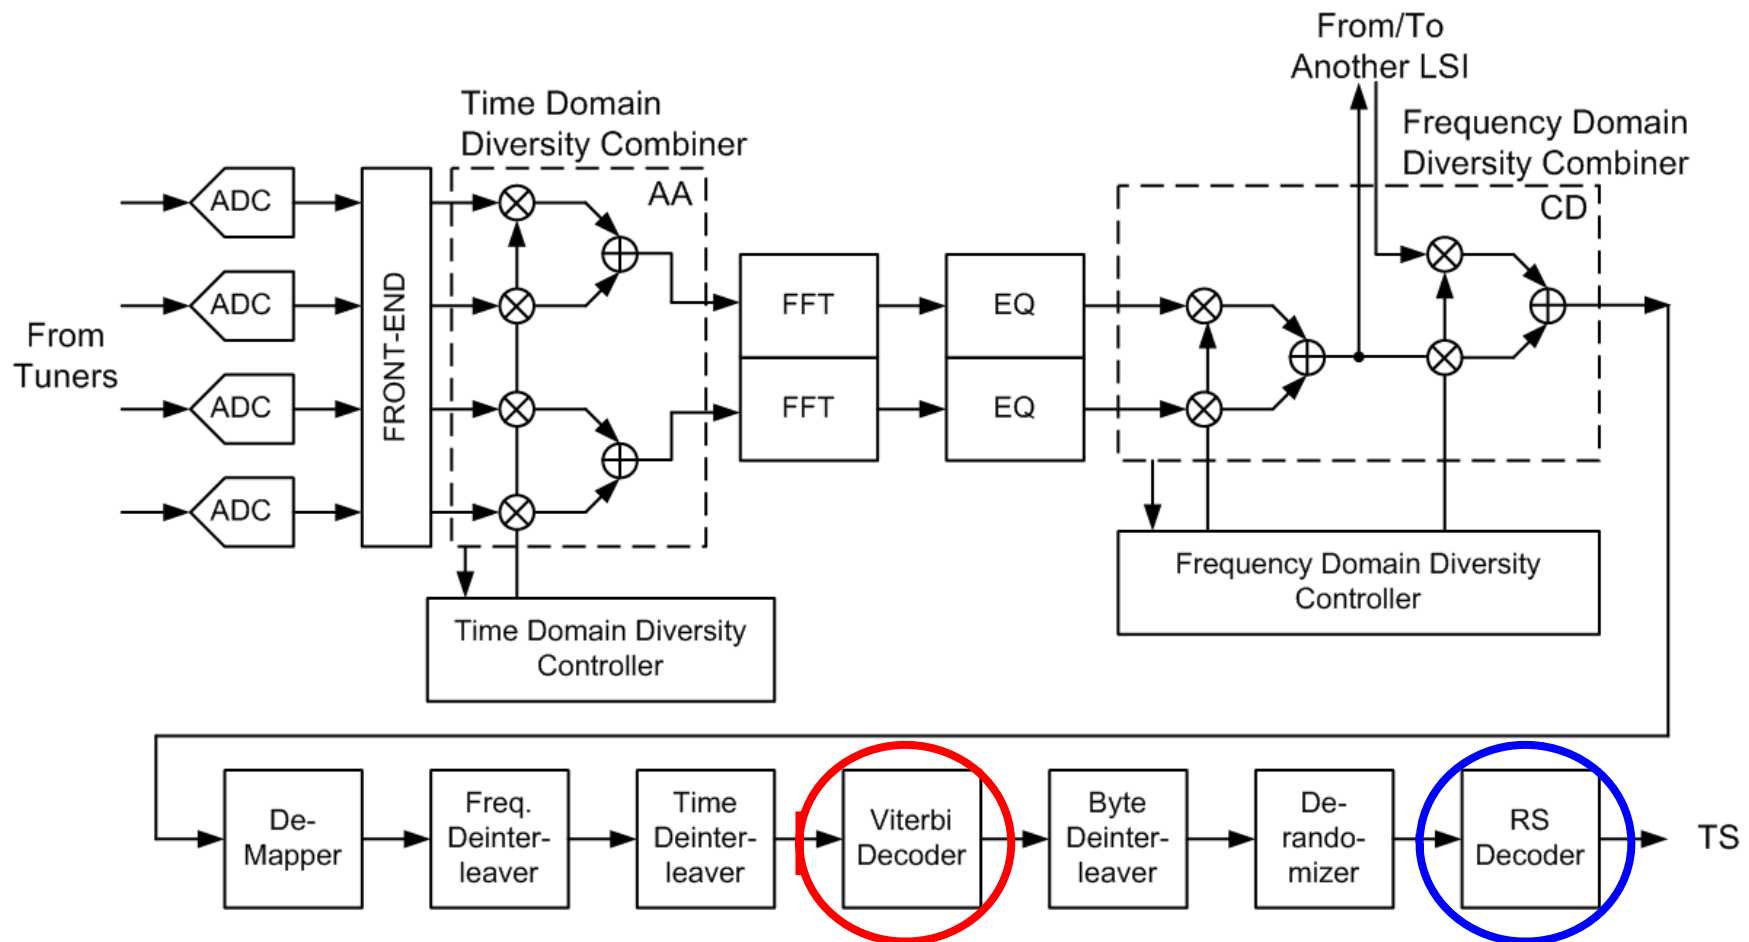 From/To
Another LSI
Time Domain
Diversity Combiner
Frequency Domain
Diversity Combiner
AA
CD
ADC
ADC
ADC
ADC
From
Tuners
FRONT-END
FFT
FFT
EQ
EQ
Time Domain Diversity
Controller
Frequency Domain Diversity
Controller
De-
Mapper
Freq.
Deinter-
leaver
Time
Deinter-
leaver
Viterbi
Decoder
Byte
Deinter-
leaver
De-
rando-
mizer
RS
Decoder
TS